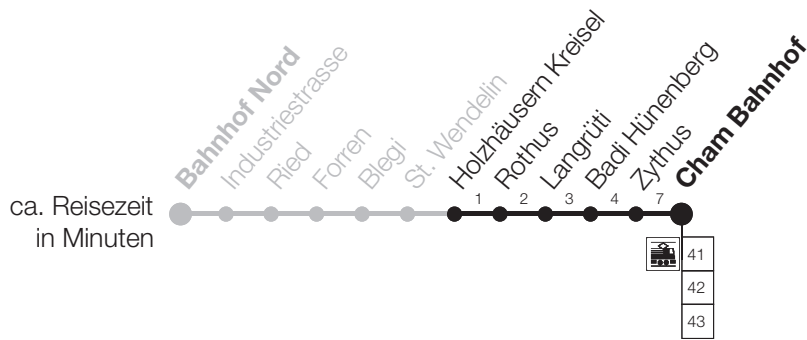 Bahnhof Nord
Industriestrasse
Ried
Forren
Blegi
St. Wendelin
Holzhäusern Kreisel
Rothus
Langrüti
Badi Hünenberg
Zythus
Cham Bahnhof
ca. Reisezeit
in Minuten
1 2 3 4 7
41
42
43